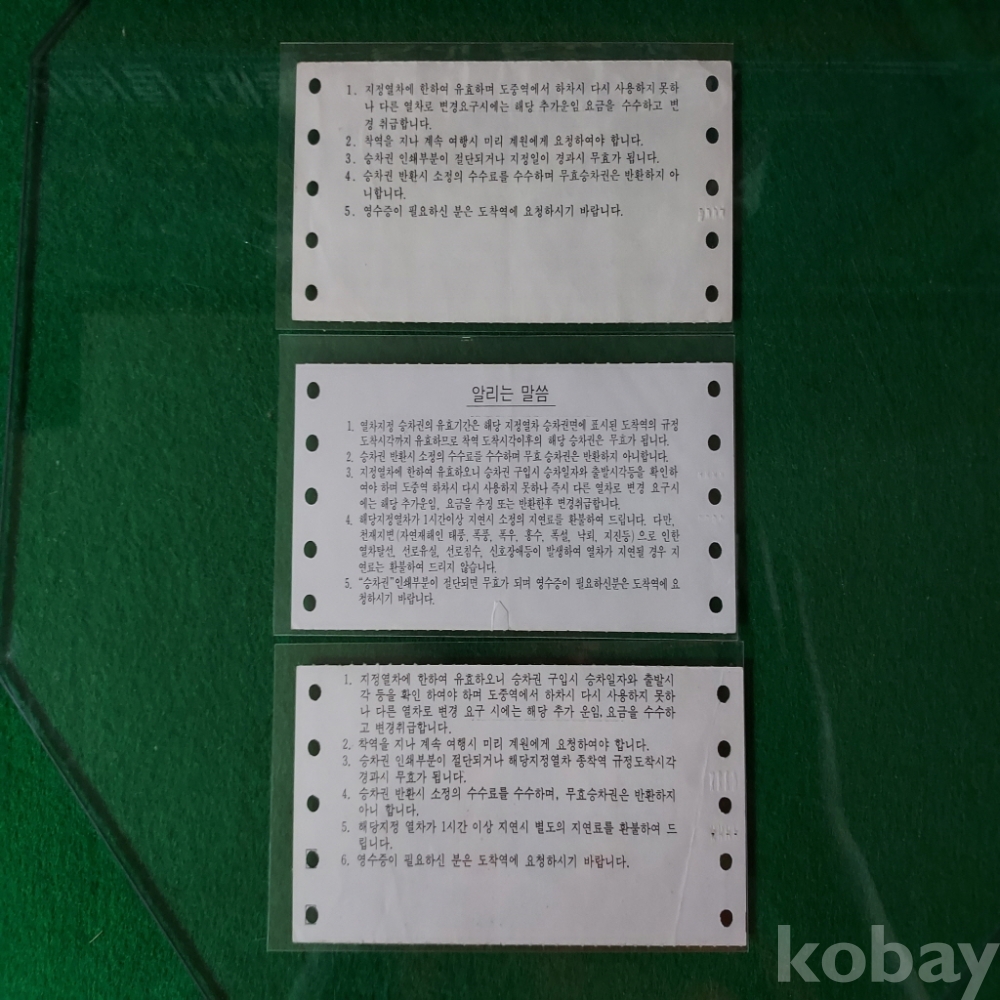 1. 지정열차에 한하여 유효하며 도중역에서 하차시 다시 사용하지 못하
나 다른 열차로 변경요구시에는 해당 추가운임 요금을 수수하고 변
경 취급합니다.
2. 착역을 지나 계속 여행시 미리 계원에게 요청하여야 합니다.
3. 승차권 인쇄부분이 절단되거나 지정일이 경과시 무효가 됩니다.
4. 승차권 반환시 소정의 수수료를 수수하며 무효승차권은 반환하지 아
니합니다.
5. 영수증이 필요하신 분은 도착역에 요청하시기 바랍니다.
알리는 말씀
1. 열차지정 승차권의 유효기간은 해당 지정열차 승차권면에 표시된 도착역의 규정
도착시각까지 유효하므로 착역 도착시각이후의 해당 승차권은 무효가 됩니다.
2. 승차권 반환시 소정의 수수료를 수수하며 무효 승차권은 반환하지 아니합니다.
3. 지정열차에 한하여 유효하오니 승차권 구입시 승차일자와 출발시각등을 확인하
여야 하며 도중역 하차시 다시 사용하지 못하나 즉시 다른 열차로 변경 요구시
에는 해당 추가운임, 요금을 추징 또는 반환한후 변경취급합니다.
4. 해당지정열차가 1시간이상 지연시 소정의 지연료를 환불하여 드립니다. 다만,
천재지변(자연재해인 태풍, 폭풍, 폭우, 홍수, 폭설, 낙뢰, 지진등)으로 인한
열차탈선, 선로유실, 선로침수, 신호장애등이 발생하여 열차가 지연될 경우 지
연료는 환불하여 드리지 않습니다.
5. “승차권”인쇄부분이 절단되면 무효가 되며 영수증이 필요하신분은 도착역에 요
청하시기 바랍니다.
1. 지정열차에 한하여 유효하오니 승차권 구입시 승차일자와 출발시
각 등을 확인 하여야 하며 도중역에서 하차시 다시 사용하지 못하
나 다른 열차로 변경 요구 시에는 해당 추가 운임, 요금을 수수하
고 변경취급합니다.
2. 착역을 지나 계속 여행시 미리 계원에게 요청하여야 합니다.
3. 승차권 인쇄부분이 절단되거나 해당지정열차 종착역 규정도착시각
경과시 무효가 됩니다.
4. 승차권 반환시 소정의 수수료를 수수하며, 무효승차권은 반환하지
아니 합니다.
5. 해당지정 열차가 1시간 이상 지연시 별도의 지연료를 환불하여 드
립니다.
6. 영수증이 필요하신 분은 도착역에 요청하시기 바랍니다.
kobay